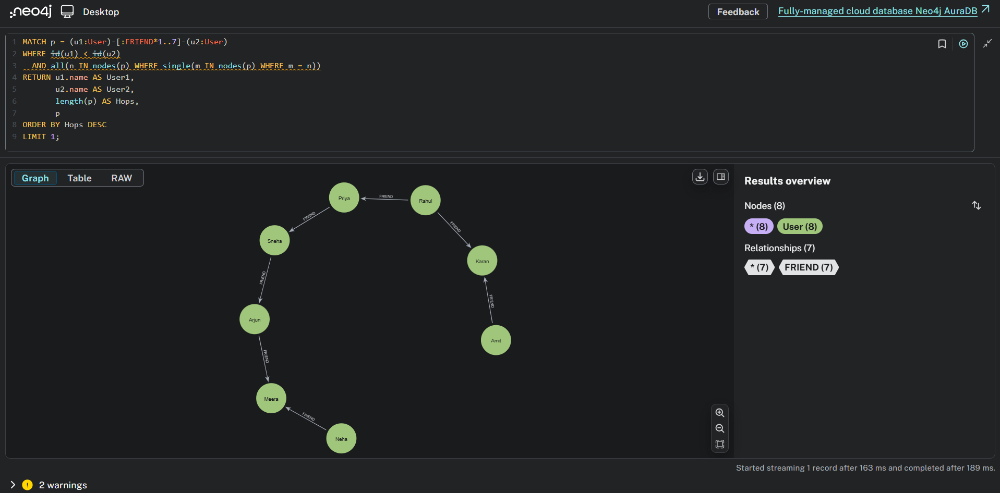 neo4j Desktop Feedback Fully-managed cloud database Neo4j AuraDB
1 MATCH p = (u1:User)-[:FRIEND*1..7]-(u2:User)
2 WHERE id(u1) < id(u2)
3   AND all(n IN nodes(p) WHERE single(m IN nodes(p) WHERE m = n))
4 RETURN u1.name AS User1,
5        u2.name AS User2,
6        length(p) AS Hops,
7        p
8 ORDER BY Hops DESC
9 LIMIT 1;
Graph Table RAW
Results overview
Nodes (8)
* (8) User (8)
Relationships (7)
* (7) FRIEND (7)
Priya
FRIEND
Rahul
FRIEND
FRIEND
Sneha
Karan
FRIEND
FRIEND
Arjun
Amit
FRIEND
Meera
FRIEND
Neha
Started streaming 1 record after 163 ms and completed after 189 ms.
2 warnings